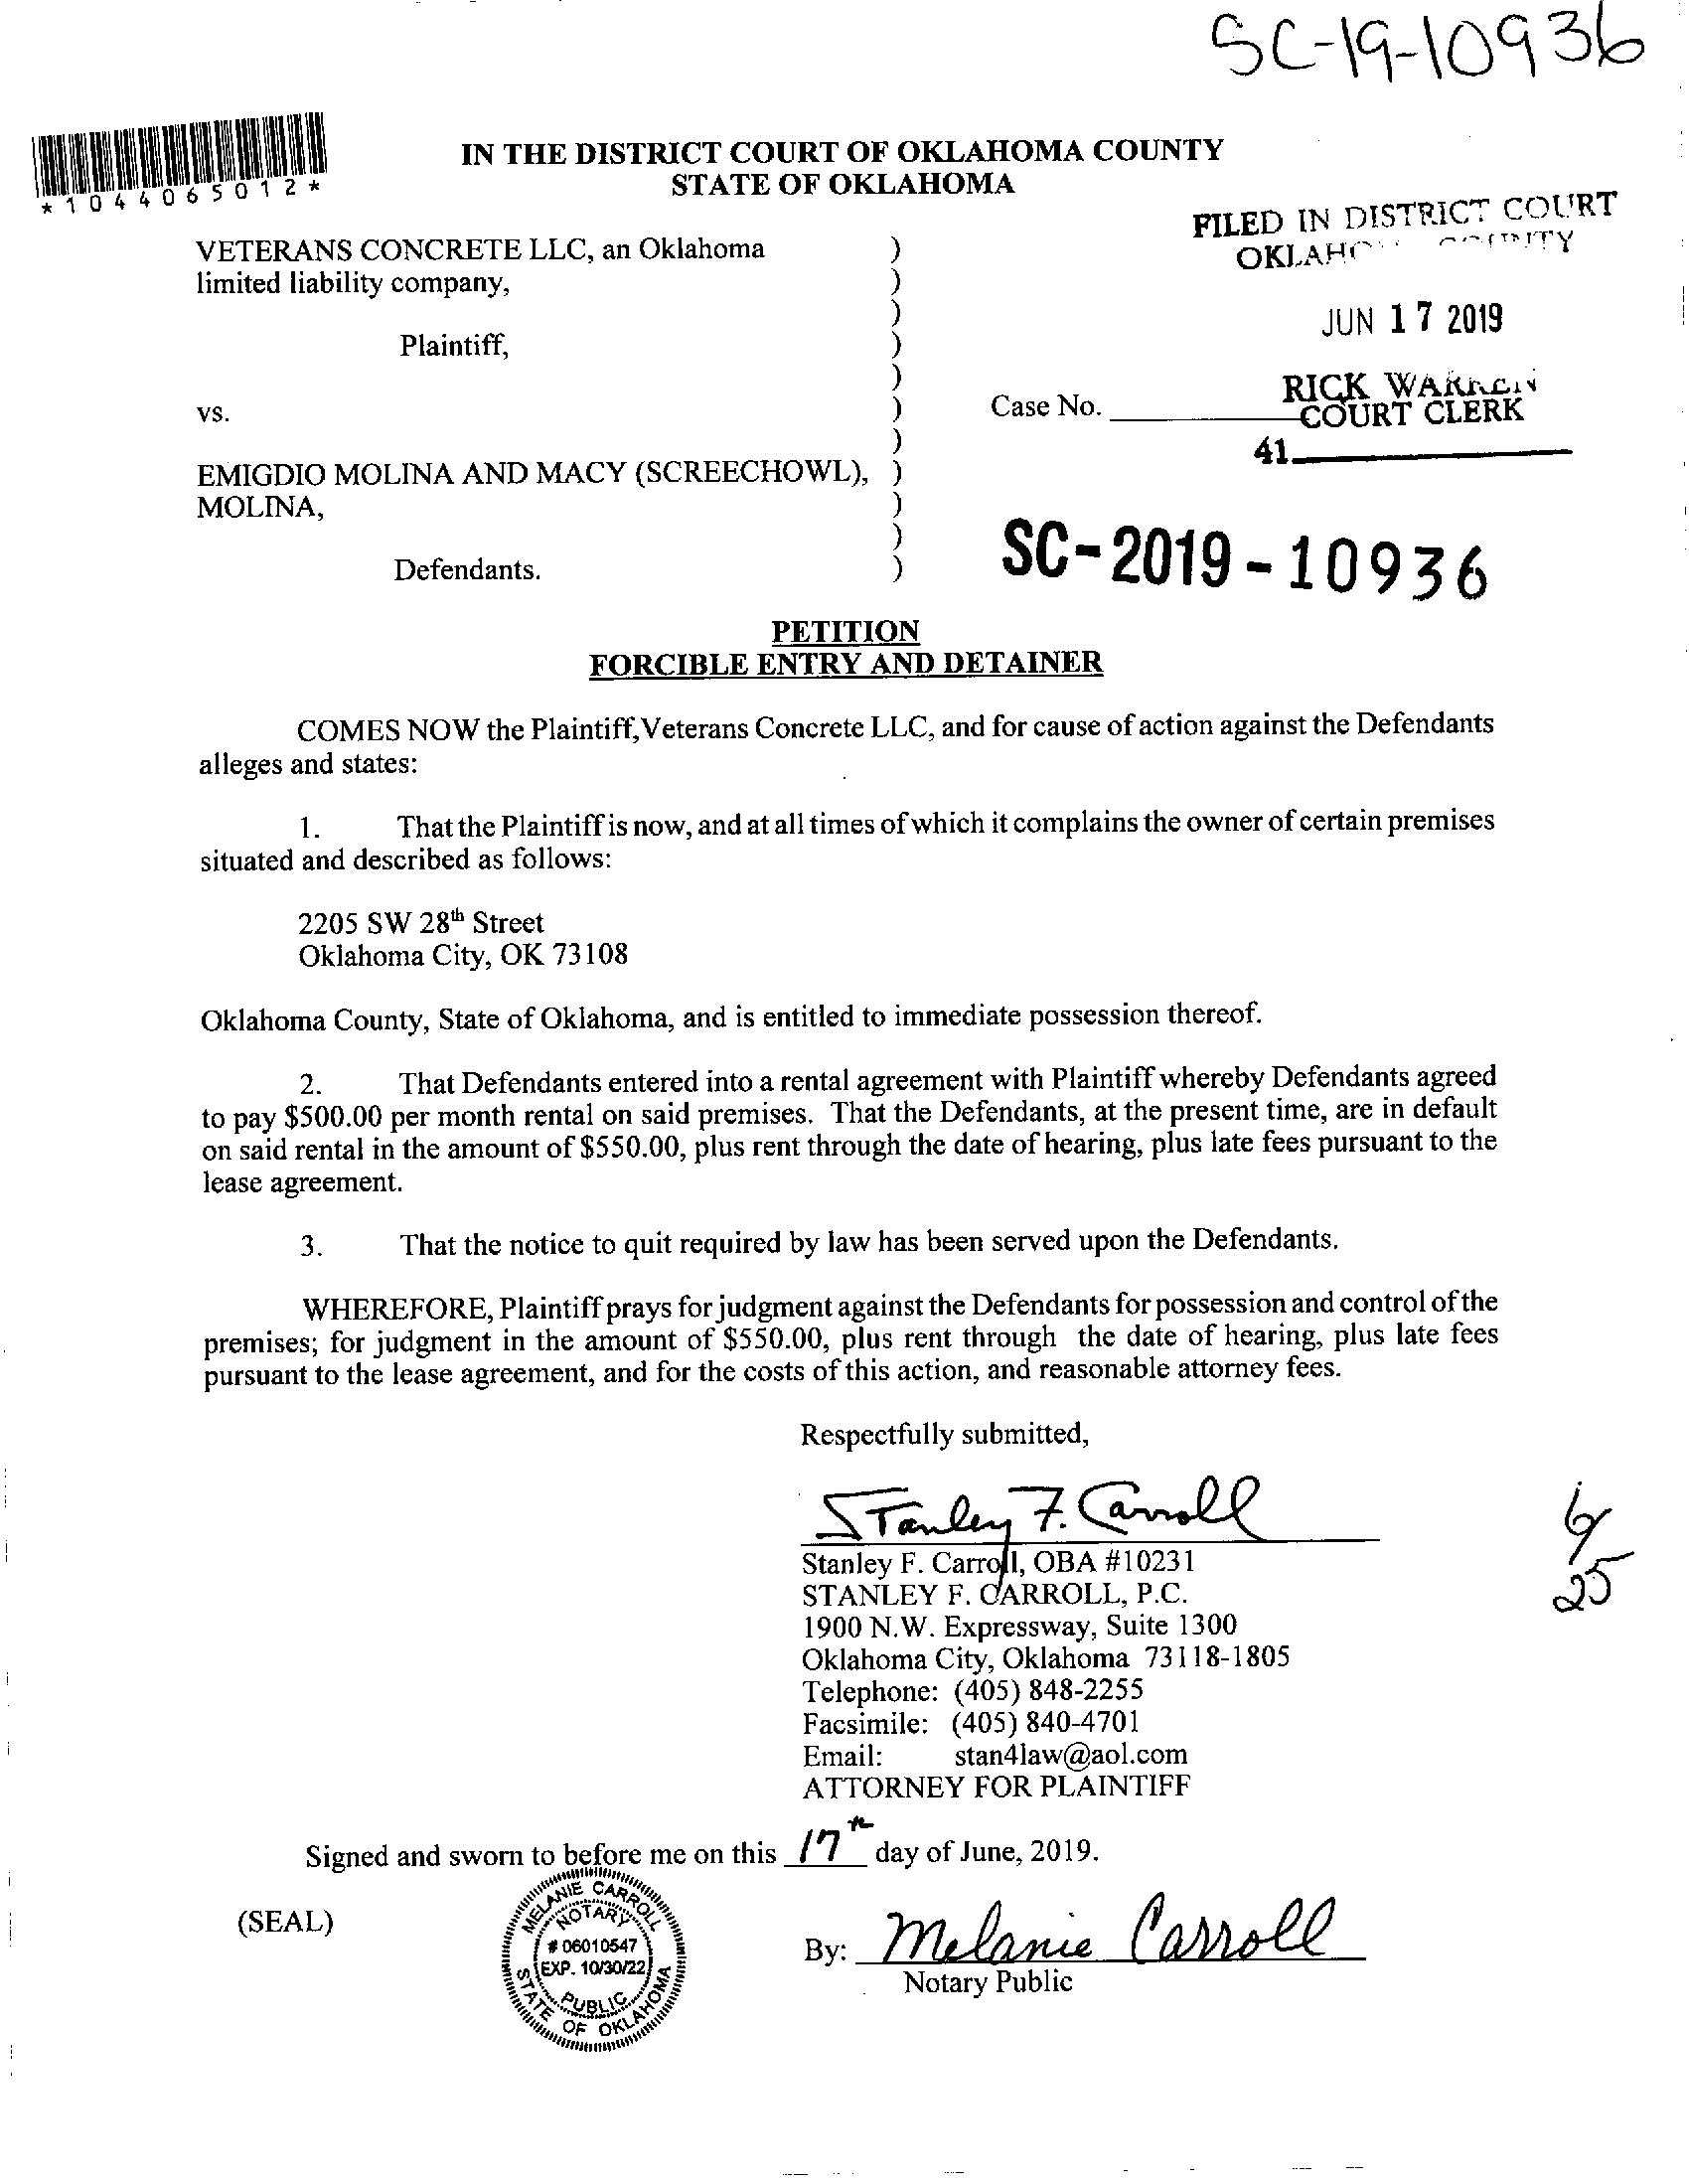 SC-19-10936
*1044065012*
IN THE DISTRICT COURT OF OKLAHOMA COUNTY
STATE OF OKLAHOMA
FILED IN DISTRICT COURT
VETERANS CONCRETE LLC, an Oklahoma )
limited liability company, )
)
JUN 17 2019
Plaintiff, )
)
RICK WARREN
vs. ) Case No. COURT CLERK
)
41
EMIGDIO MOLINA AND MACY (SCREECHOWL), )
MOLINA, )
)
Defendants. )
SC-2019-10936
PETITION
FORCIBLE ENTRY AND DETAINER
COMES NOW the Plaintiff, Veterans Concrete LLC, and for cause of action against the Defendants
alleges and states:
1. That the Plaintiff is now, and at all times of which it complains the owner of certain premises
situated and described as follows:
2205 SW 28th Street
Oklahoma City, OK 73108
Oklahoma County, State of Oklahoma, and is entitled to immediate possession thereof.
2. That Defendants entered into a rental agreement with Plaintiff whereby Defendants agreed
to pay $500.00 per month rental on said premises. That the Defendants, at the present time, are in default
on said rental in the amount of $550.00, plus rent through the date of hearing, plus late fees pursuant to the
lease agreement.
3. That the notice to quit required by law has been served upon the Defendants.
WHEREFORE, Plaintiff prays for judgment against the Defendants for possession and control of the
premises; for judgment in the amount of $550.00, plus rent through the date of hearing, plus late fees
pursuant to the lease agreement, and for the costs of this action, and reasonable attorney fees.
Respectfully submitted,
Stanley F. Carroll
Stanley F. Carroll, OBA #10231
STANLEY F. CARROLL, P.C.
1900 N.W. Expressway, Suite 1300
Oklahoma City, Oklahoma 73118-1805
Telephone: (405) 848-2255
Facsimile: (405) 840-4701
Email: stan4law@aol.com
ATTORNEY FOR PLAINTIFF
25
Signed and sworn to before me on this 17th day of June, 2019.
(SEAL)
MELANIE CARROLL
NOTARY
# 06010547
EXP. 10/30/22
PUBLIC
STATE OF OKLAHOMA
By: Melanie Carroll
Notary Public